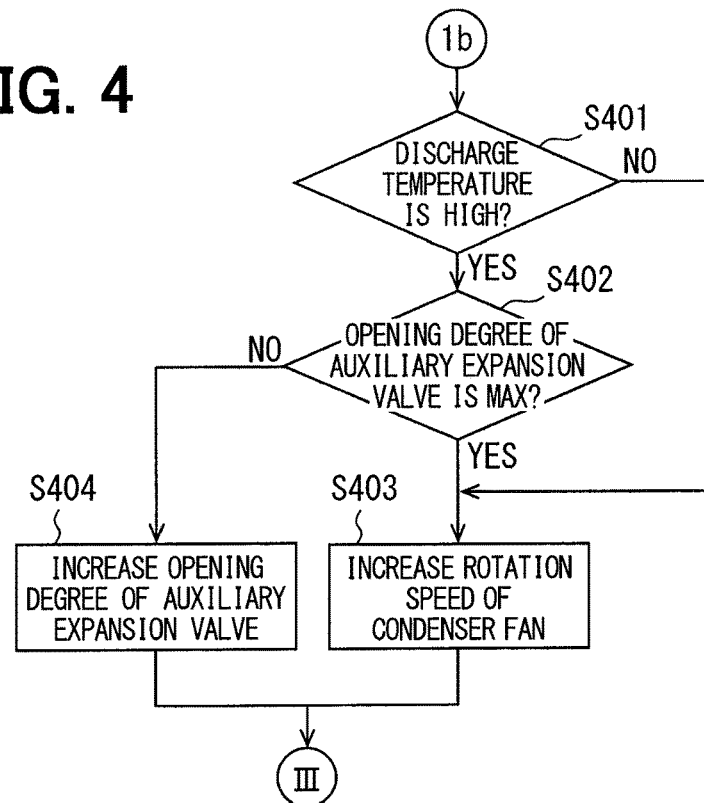 IG. 4
1b
S401
DISCHARGE
TEMPERATURE
IS HIGH?
NO
YES
S402
OPENING DEGREE OF
AUXILIARY EXPANSION
VALVE IS MAX?
NO
YES
S404
S403
INCREASE OPENING
DEGREE OF AUXILIARY
EXPANSION VALVE
INCREASE ROTATION
SPEED OF
CONDENSER FAN
III